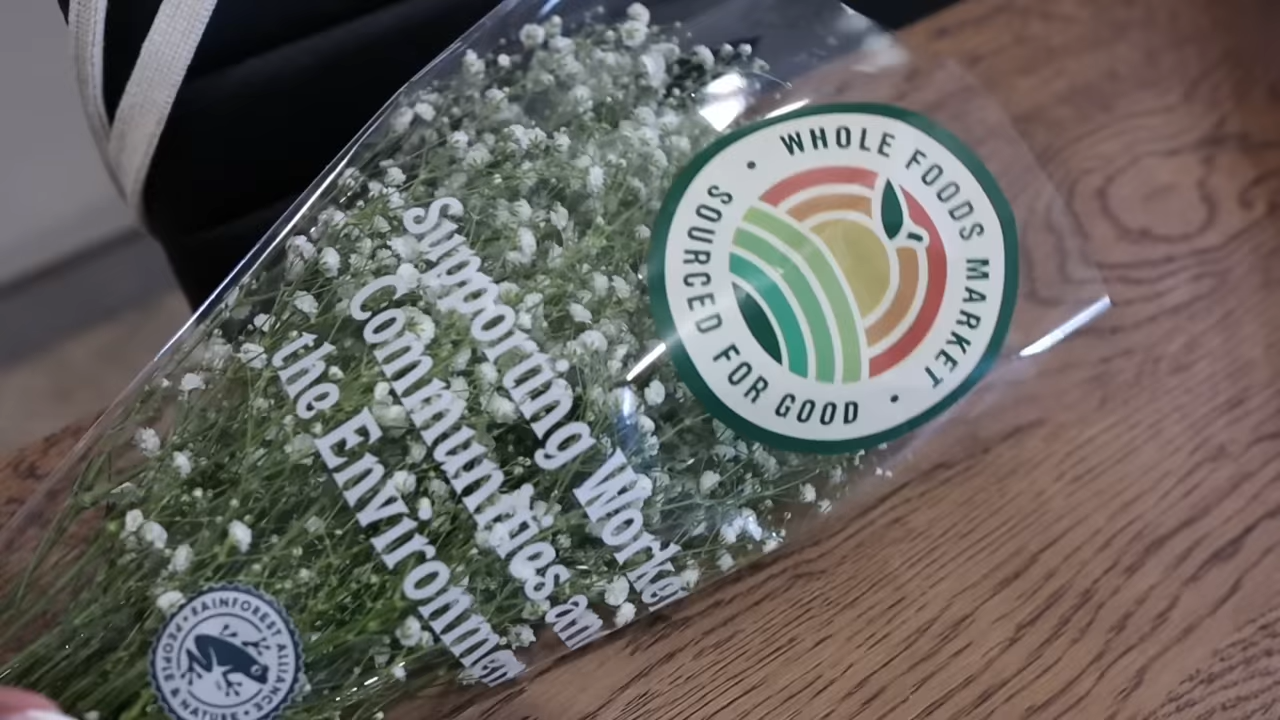 WHOLE FOODS MARKET
SOURCED FOR GOOD
Supporting Worke
Communities an
the Environmen
RAINFOREST ALLIANCE
PEOPLE & NATURE